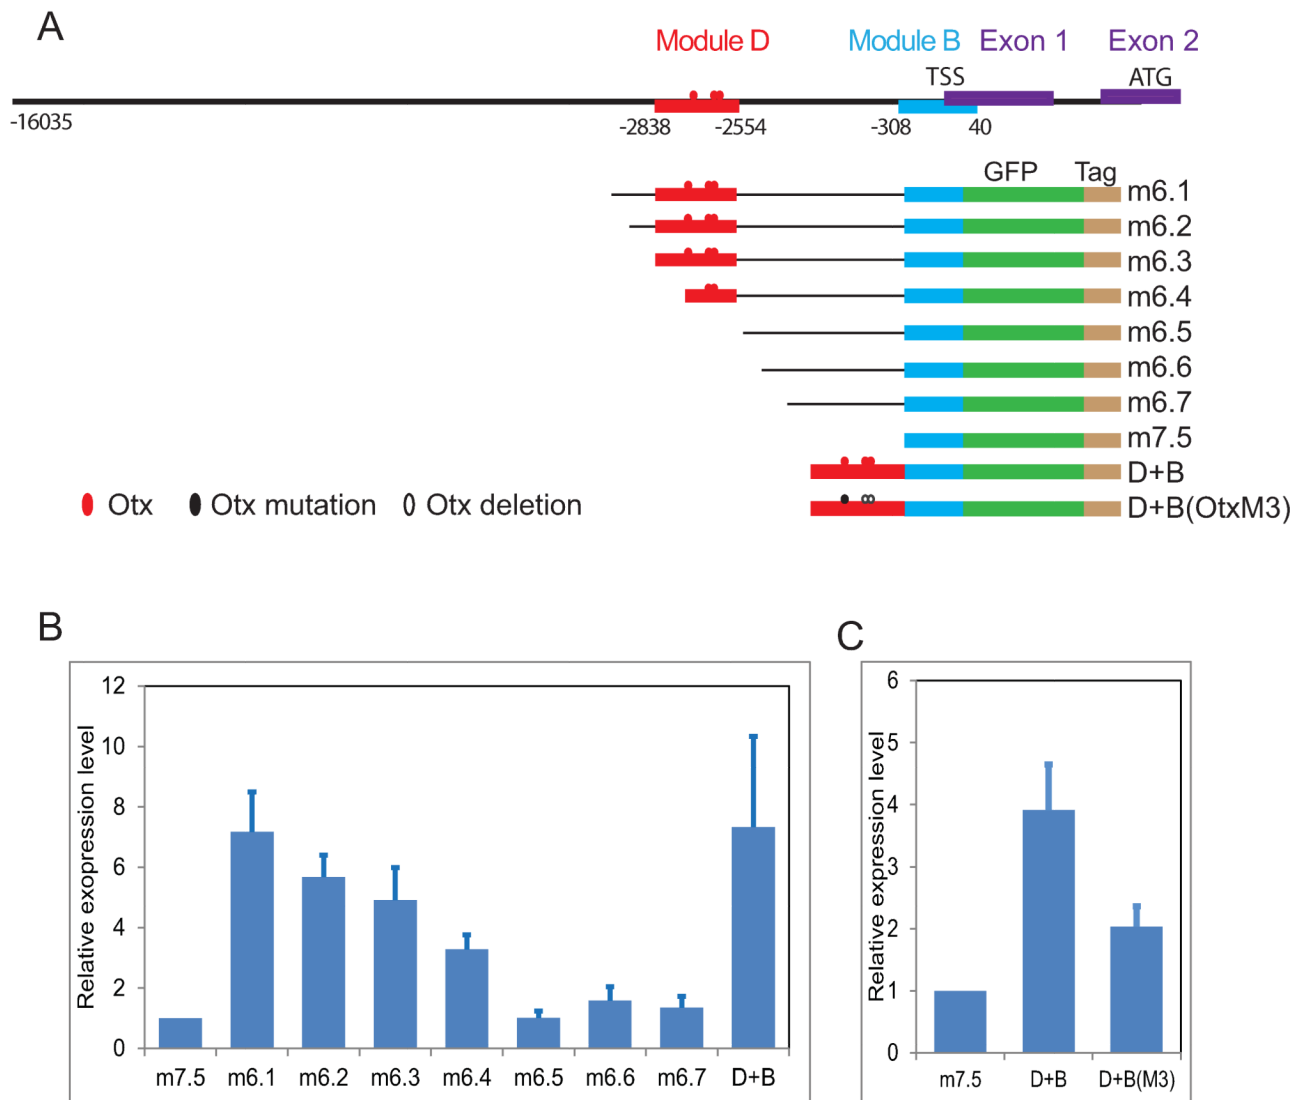 A
Module D Module B Exon 1 Exon 2
TSS ATG
-16035 -2838 -2554 -308 40
GFP Tag
m6.1
m6.2
m6.3
m6.4
m6.5
m6.6
m6.7
m7.5
D+B
Otx Otx mutation Otx deletion D+B(OtxM3)
B
Relative exopression level
12
10
8
6
4
2
0
m7.5 m6.1 m6.2 m6.3 m6.4 m6.5 m6.6 m6.7 D+B
C
Relative expression level
6
5
4
3
2
1
0
m7.5 D+B D+B(M3)